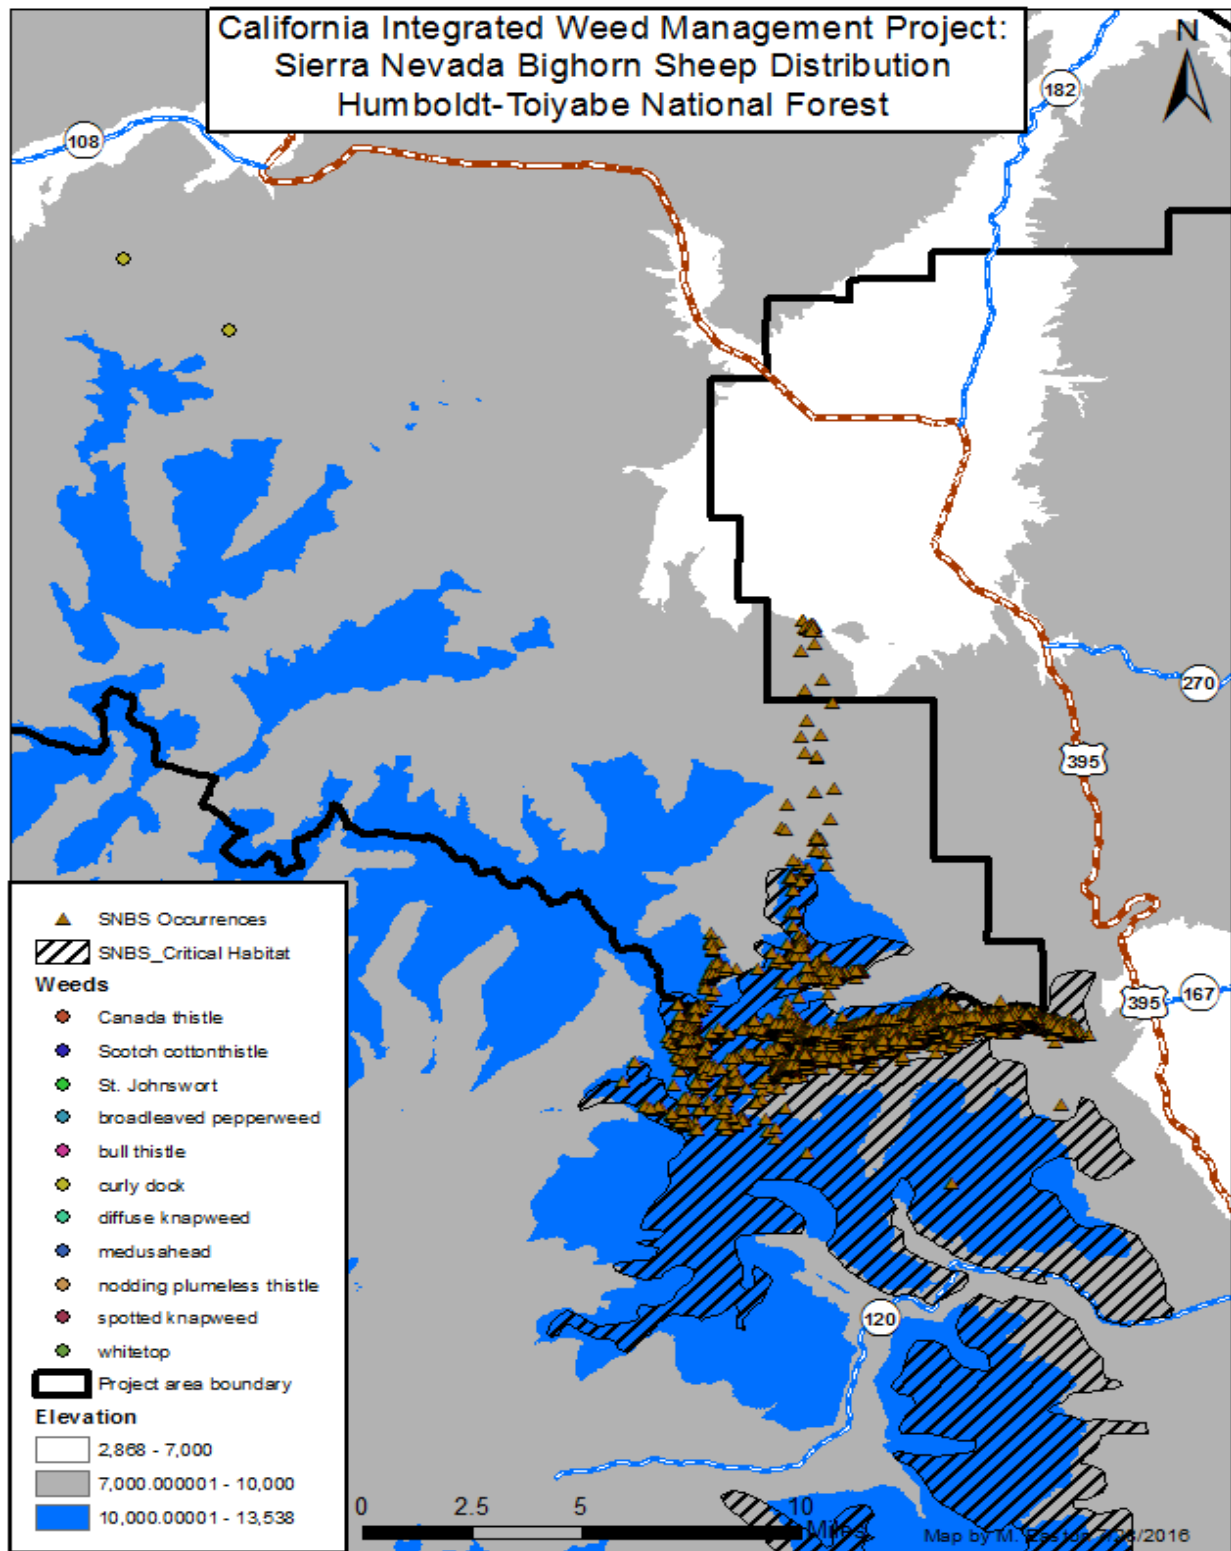 California Integrated Weed Management Project:
Sierra Nevada Bighorn Sheep Distribution
Humboldt-Toiyabe National Forest
N
182
108
270
395
395
167
120
SNBS Occurrences
SNBS_Critical Habitat
Weeds
Canada thistle
Scotch cottonthistle
St. Johnswort
broadleaved pepperweed
bull thistle
curly dock
diffuse knapweed
medusahead
nodding plumeless thistle
spotted knapweed
whitetop
Project area boundary
Elevation
2,868 - 7,000
7,000.000001 - 10,000
10,000.00001 - 13,538
0 2.5 5 10
Miles
Map by M. Easton /2016